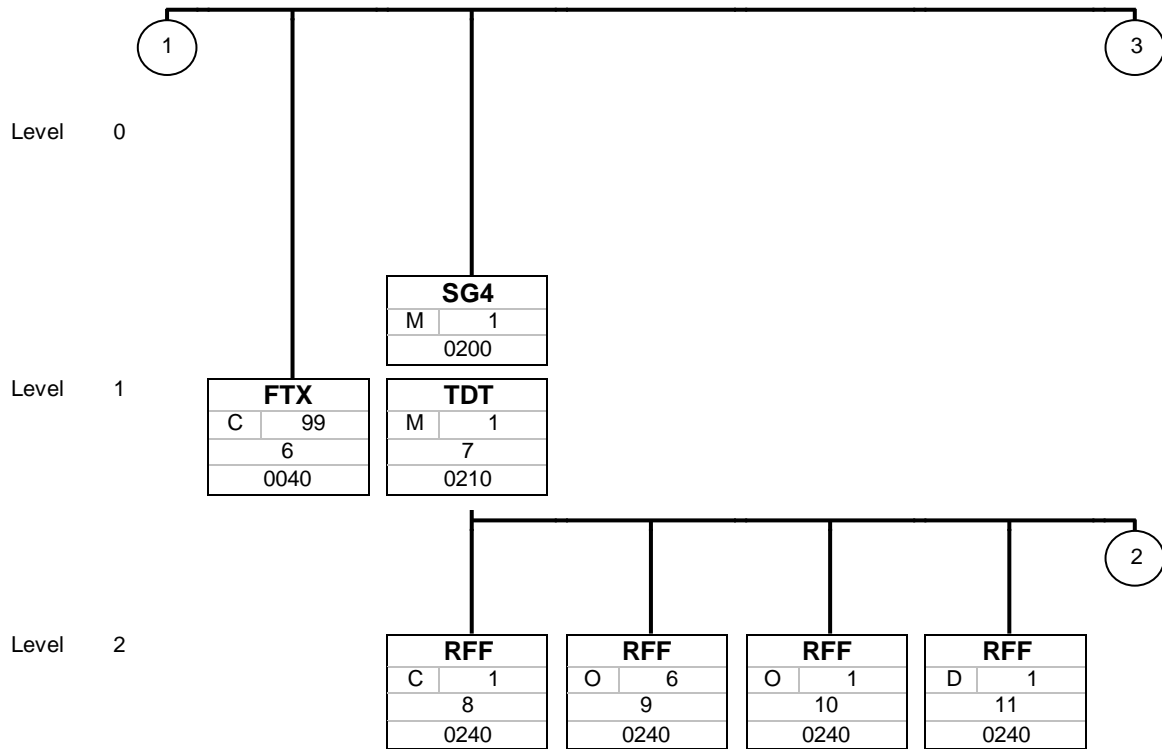 1 3
Level 0
SG4
M 1
0200
Level 1
FTX TDT
C 99 M 1
6 7
0040 0210
2
Level 2
RFF RFF RFF RFF
C 1 O 6 O 1 D 1
8 9 10 11
0240 0240 0240 0240